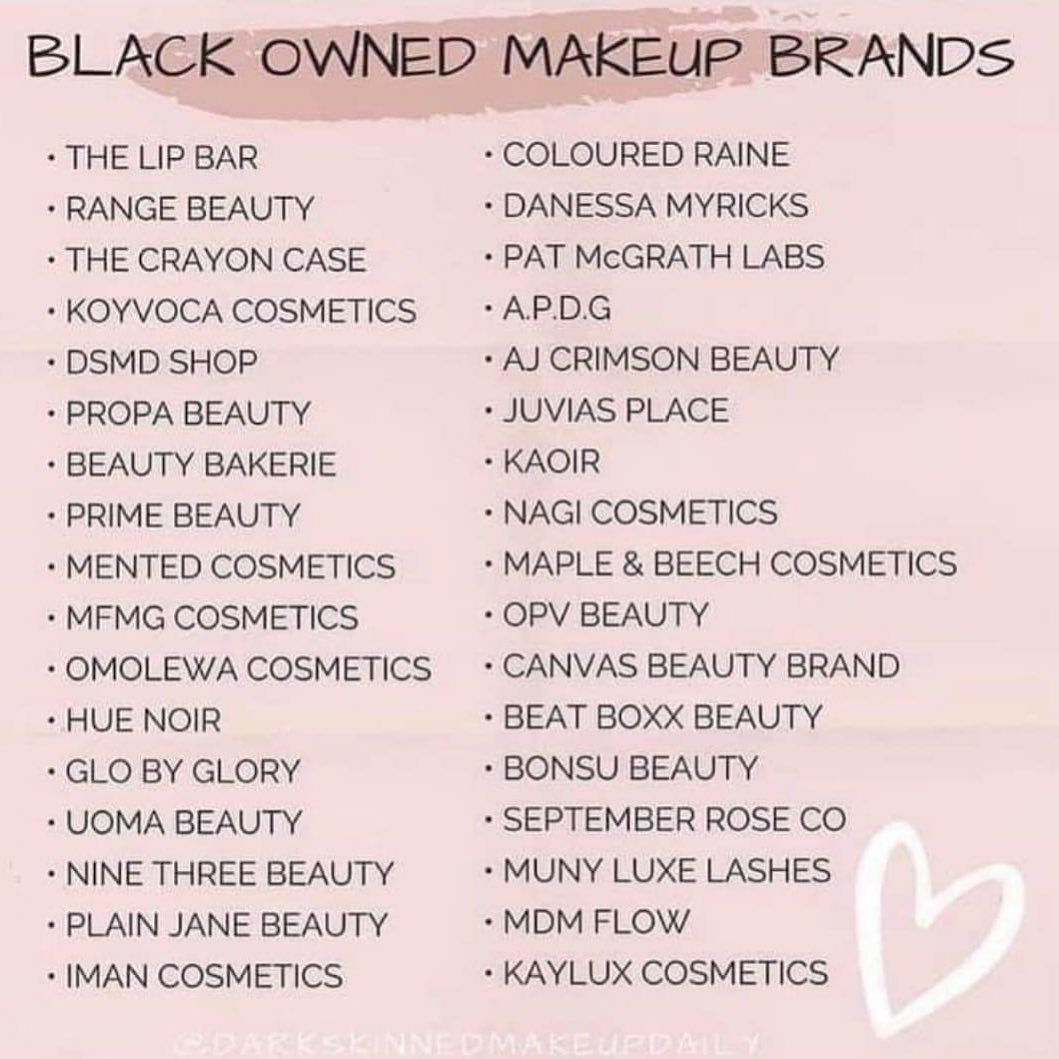 BLACK OWNED MAKEUP BRANDS
• THE LIP BAR
• RANGE BEAUTY
• THE CRAYON CASE
• KOYVOCA COSMETICS
• DSMD SHOP
• PROPA BEAUTY
• BEAUTY BAKERIE
• PRIME BEAUTY
• MENTED COSMETICS
• MFMG COSMETICS
• OMOLEWA COSMETICS
• HUE NOIR
• GLO BY GLORY
• UOMA BEAUTY
• NINE THREE BEAUTY
• PLAIN JANE BEAUTY
• IMAN COSMETICS
• COLOURED RAINE
• DANESSA MYRICKS
• PAT McGRATH LABS
• A.P.D.G
• AJ CRIMSON BEAUTY
• JUVIAS PLACE
• KAOIR
• NAGI COSMETICS
• MAPLE & BEECH COSMETICS
• OPV BEAUTY
• CANVAS BEAUTY BRAND
• BEAT BOXX BEAUTY
• BONSU BEAUTY
• SEPTEMBER ROSE CO
• MUNY LUXE LASHES
• MDM FLOW
• KAYLUX COSMETICS
@DARKSKINNEDMAKEUPDAILY